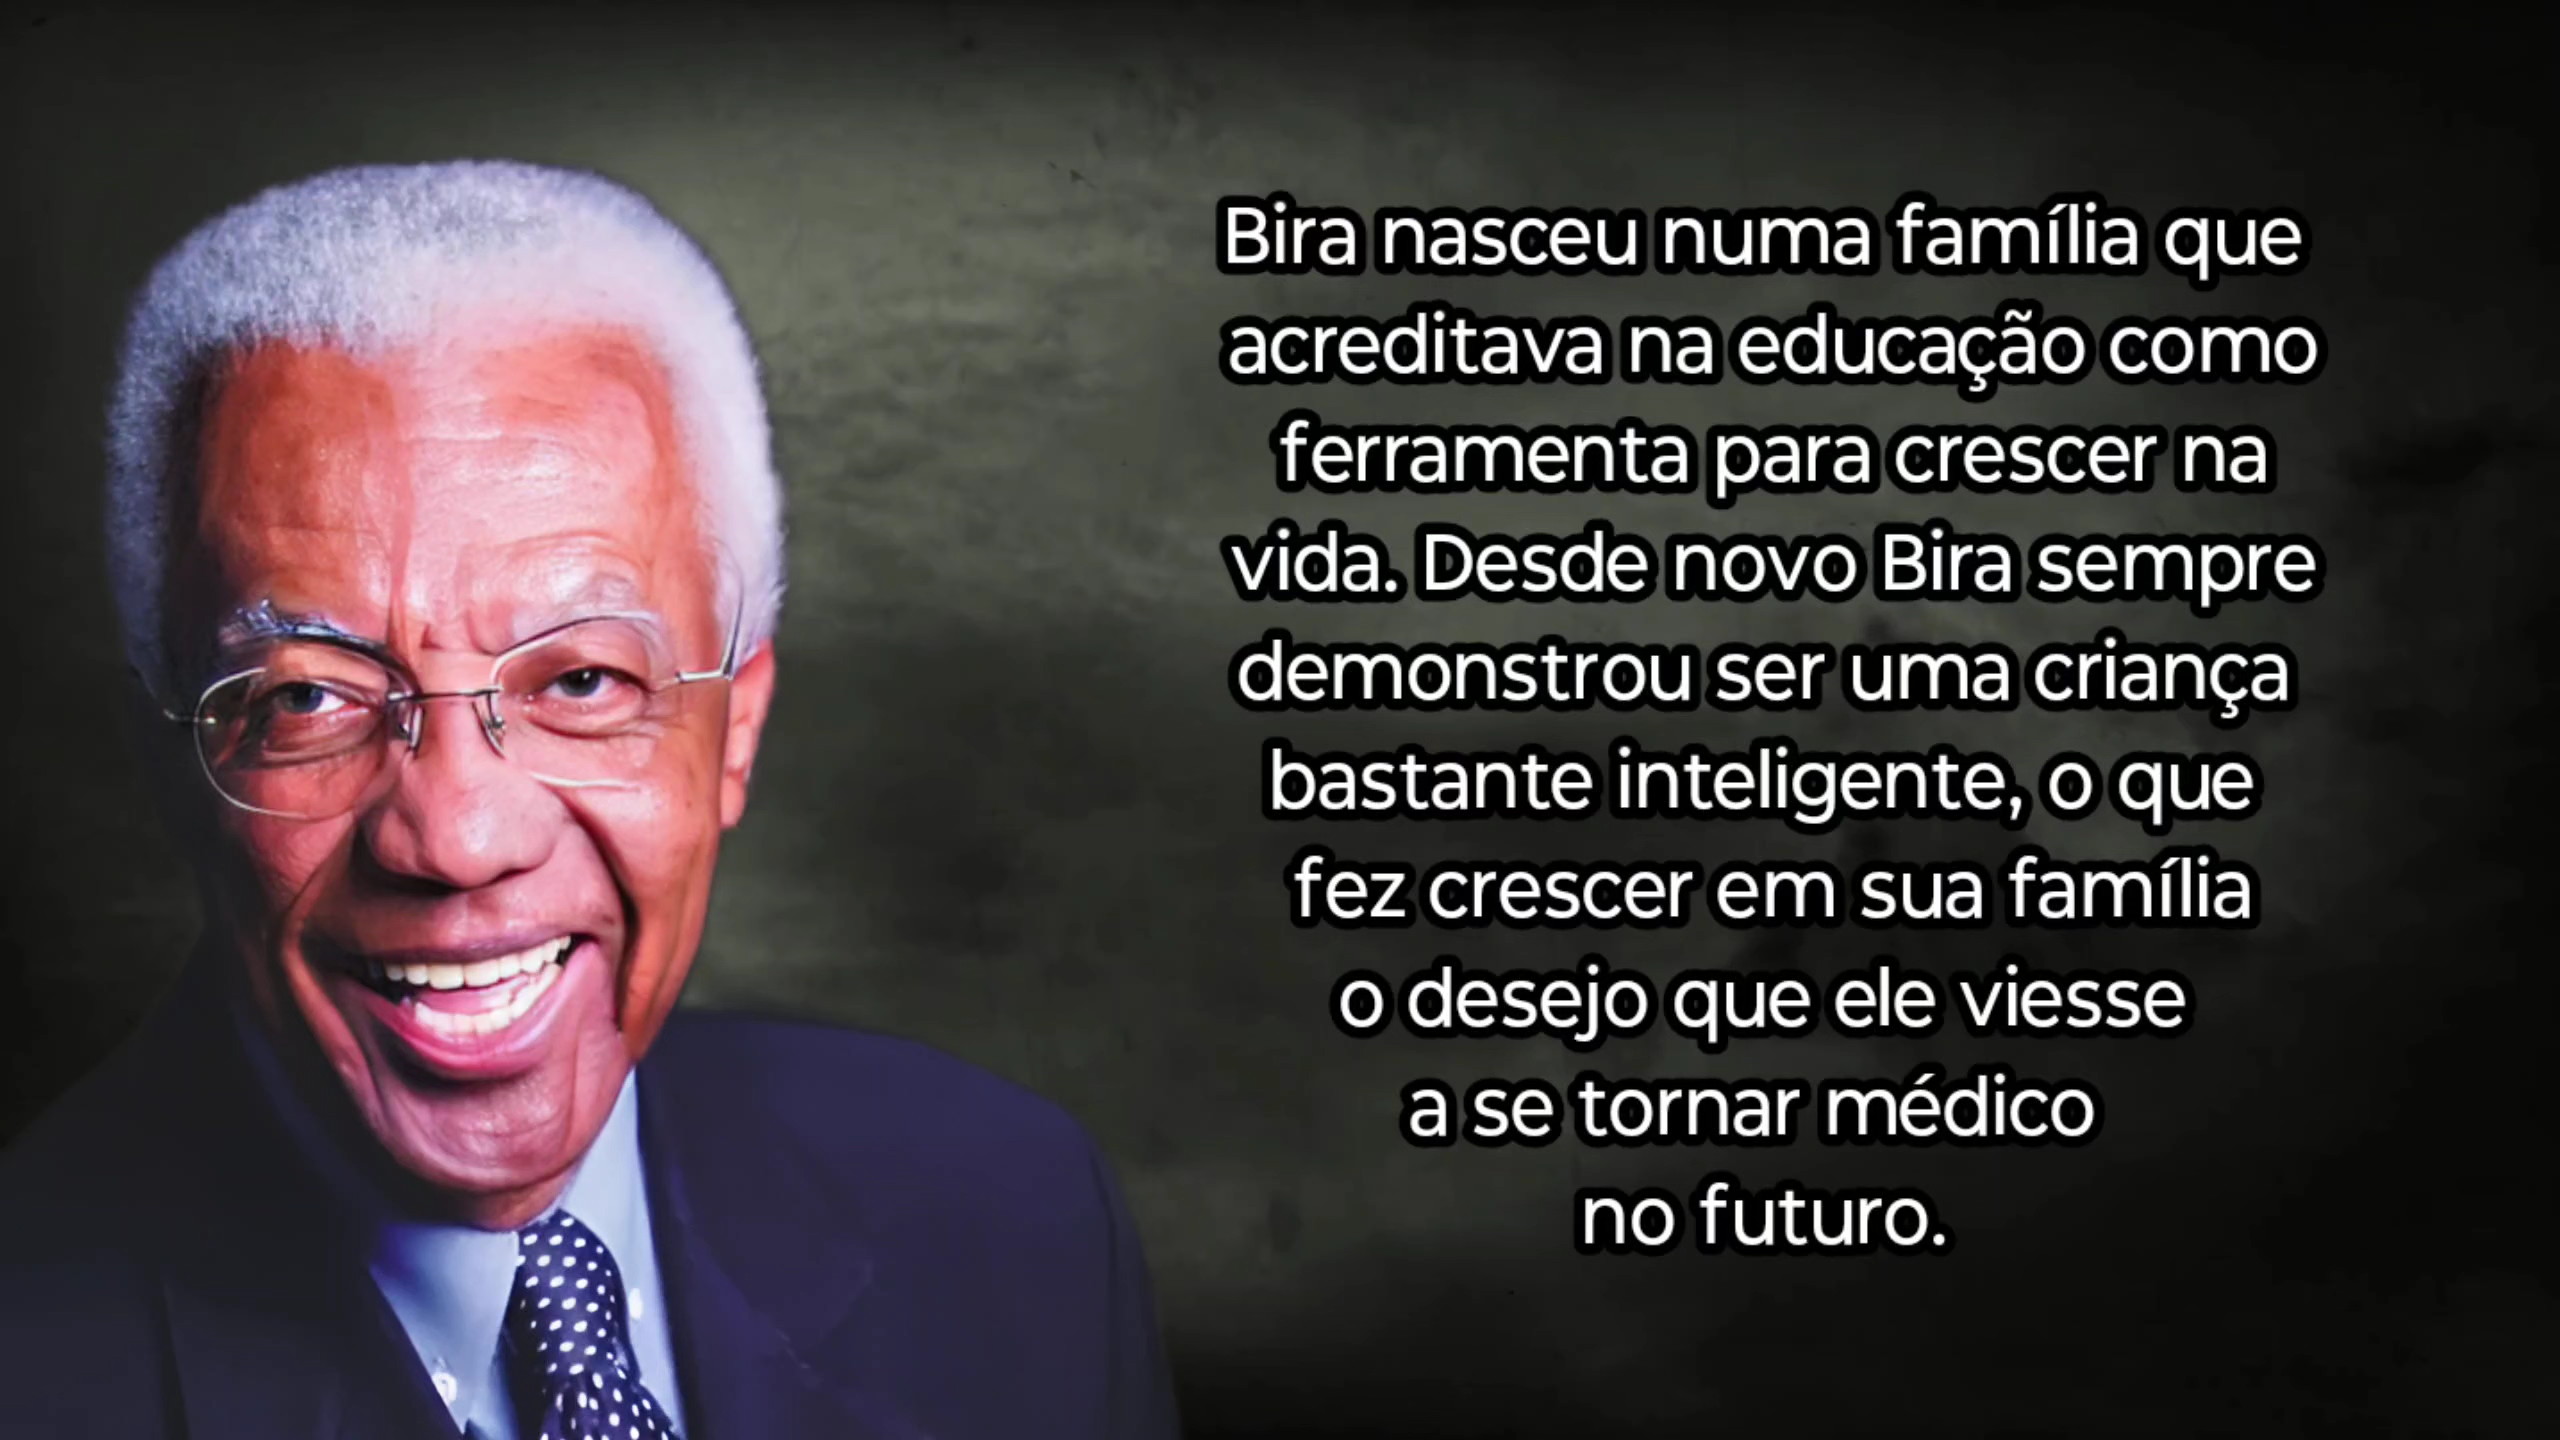 Bira nasceu numa família que
acreditava na educação como
ferramenta para crescer na
vida. Desde novo Bira sempre
demonstrou ser uma criança
bastante inteligente, o que
fez crescer em sua família
o desejo que ele viesse
a se tornar médico
no futuro.